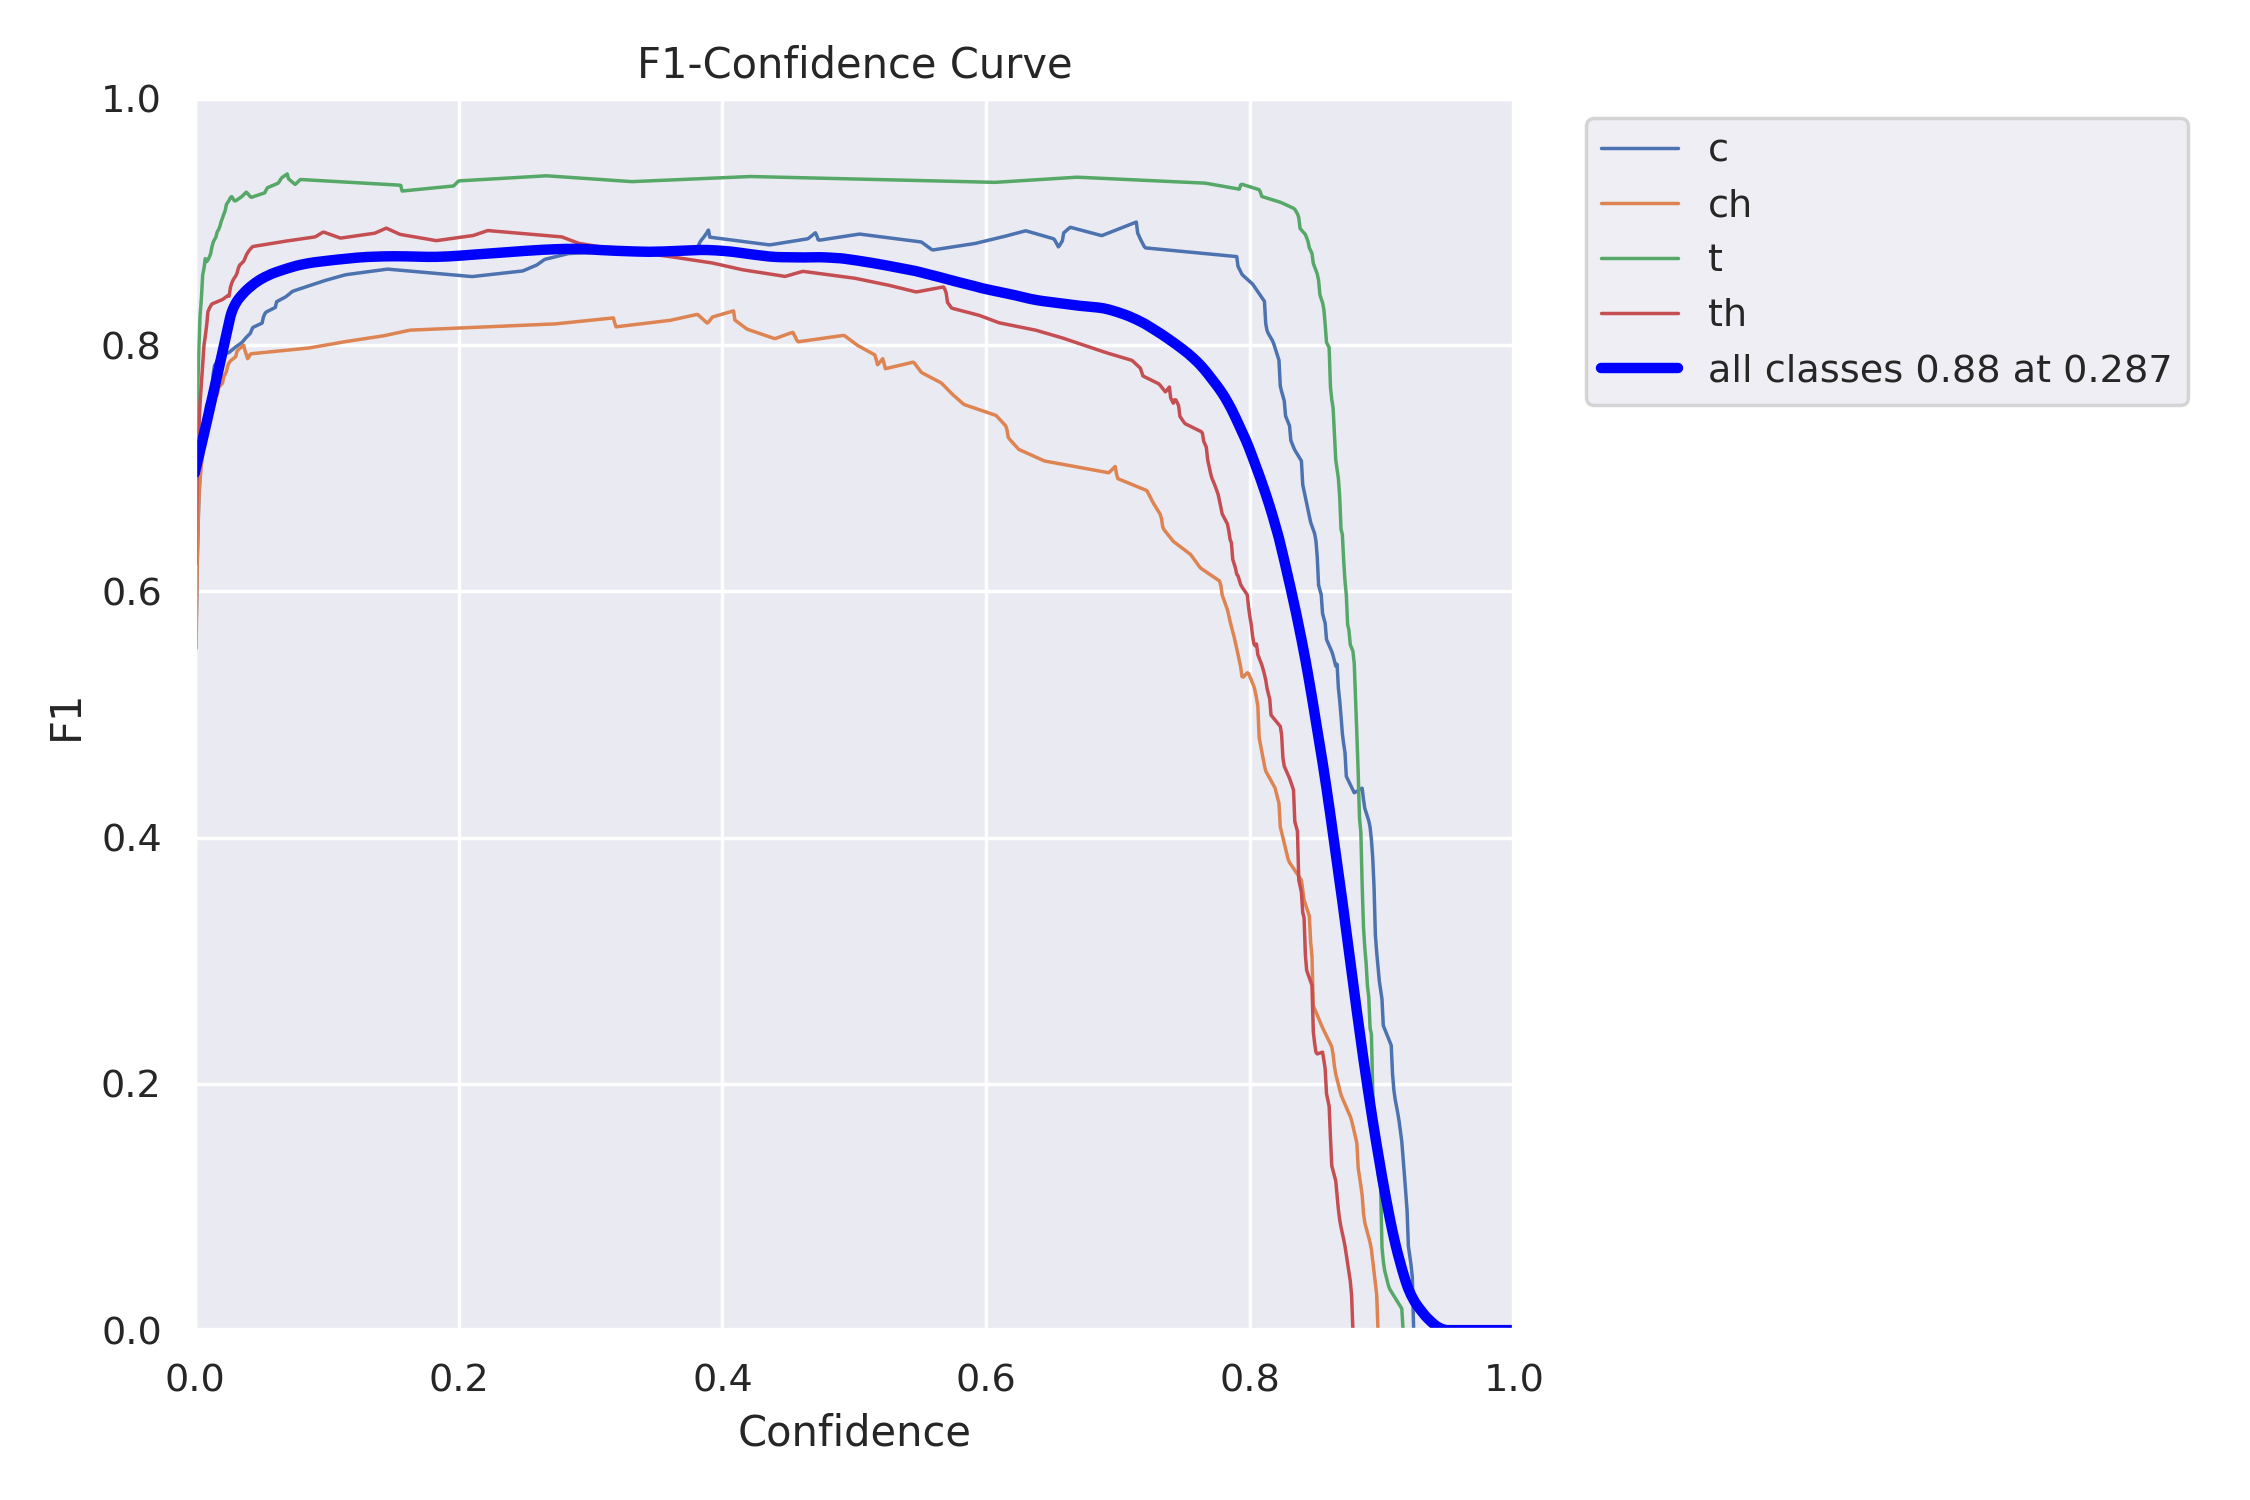 F1-Confidence Curve
1.0
0.8
0.6
0.4
0.2
0.0
F1
0.0 0.2 0.4 0.6 0.8 1.0
Confidence
c
ch
t
th
all classes 0.88 at 0.287